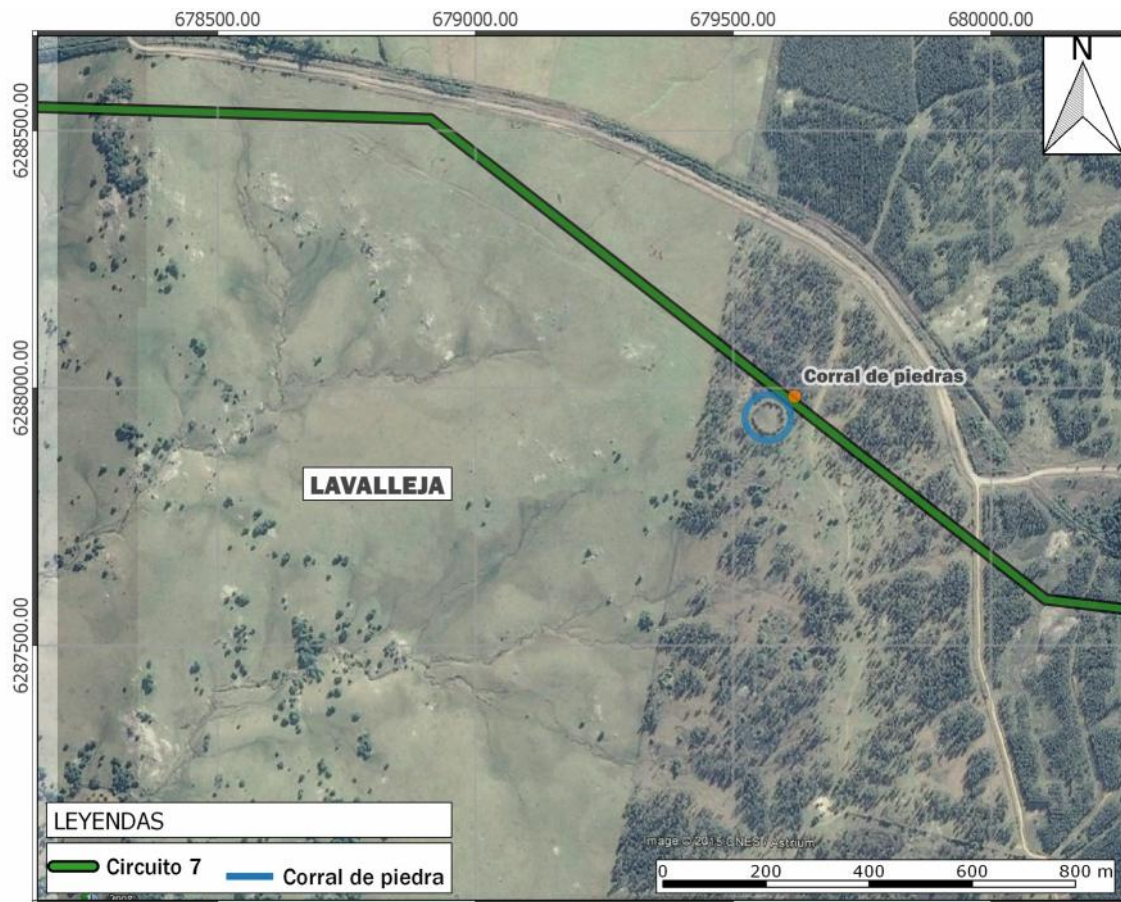 678500.00 679000.00 679500.00 680000.00
N
6288500.00
Corral de piedras
6288000.00
LAVALLEJA
6287500.00
LEYENDAS
Image © 2015 CNES / Astrium
Circuito 7 Corral de piedra
0 200 400 600 800 m